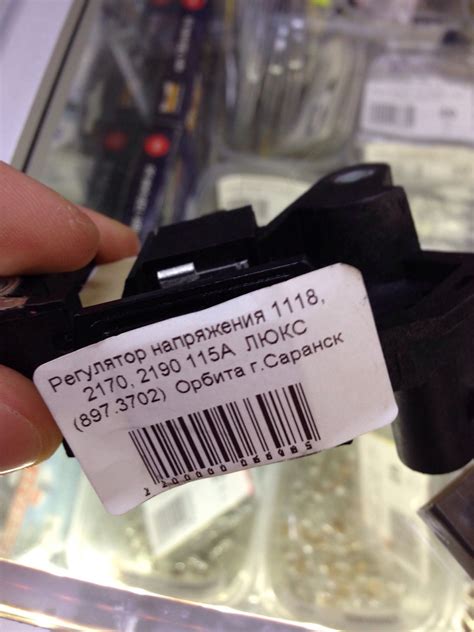 Регулятор напряжения 1118,
2170, 2190 115А ЛЮКС
(897.3702) Орбита г.Саранск